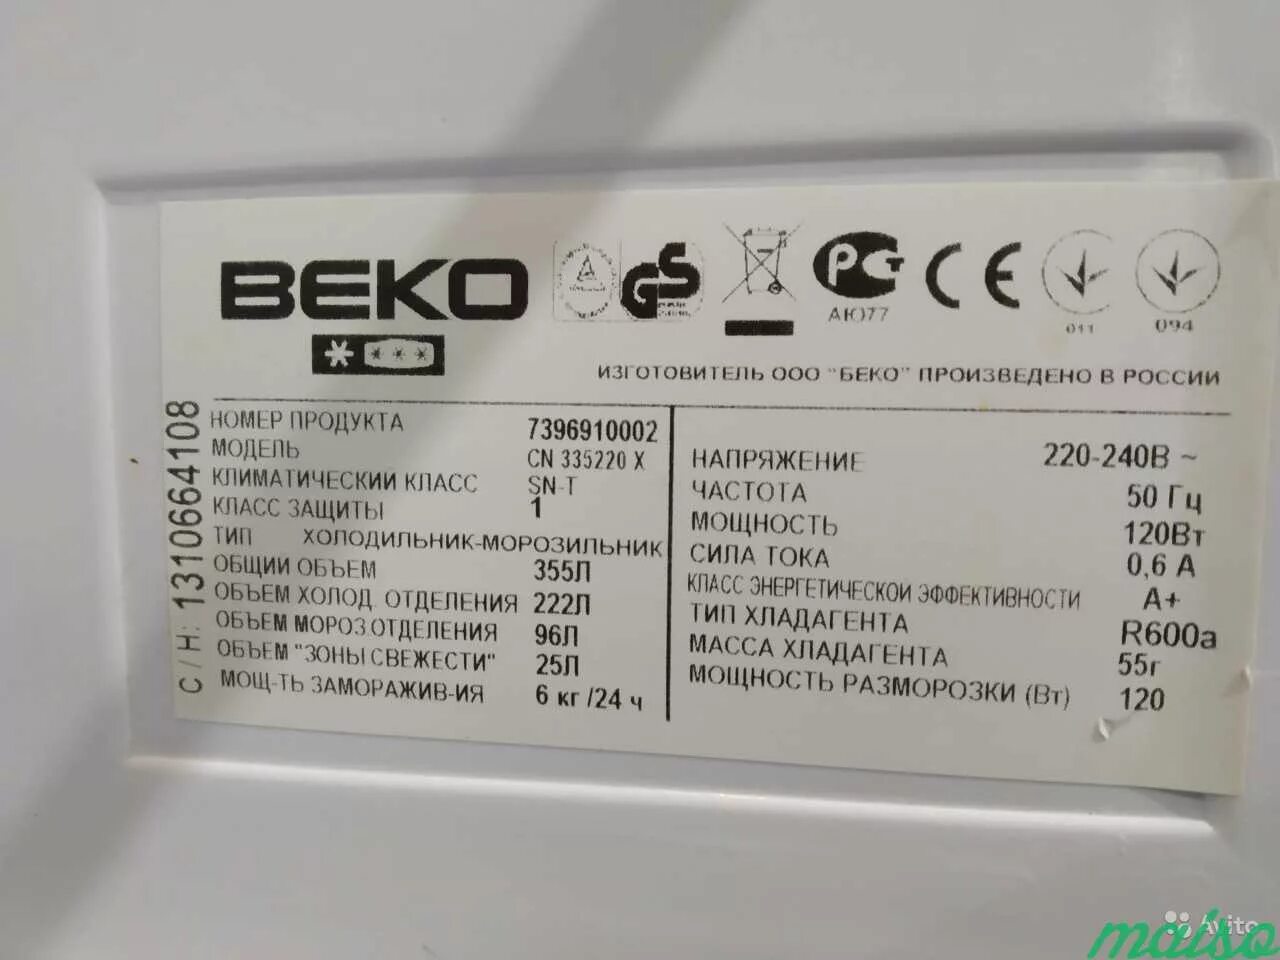 BEKO
GS
PCT
CE
АЮ77
011
094
ИЗГОТОВИТЕЛЬ ООО "БЕКО" ПРОИЗВЕДЕНО В РОССИИ
С / Н: 1310664108
НОМЕР ПРОДУКТА 7396910002
МОДЕЛЬ CN 335220 X
КЛИМАТИЧЕСКИЙ КЛАСС SN-T
КЛАСС ЗАЩИТЫ 1
ТИП ХОЛОДИЛЬНИК-МОРОЗИЛЬНИК
ОБЩИЙ ОБЪЕМ 355Л
ОБЪЕМ ХОЛОД. ОТДЕЛЕНИЯ 222Л
ОБЪЕМ МОРОЗ.ОТДЕЛЕНИЯ 96Л
ОБЪЕМ "ЗОНЫ СВЕЖЕСТИ" 25Л
МОЩ-ТЬ ЗАМОРАЖИВ-ИЯ 6 кг /24 ч
НАПРЯЖЕНИЕ 220-240В ~
ЧАСТОТА 50 Гц
МОЩНОСТЬ 120Вт
СИЛА ТОКА 0,6 А
КЛАСС ЭНЕРГЕТИЧЕСКОЙ ЭФФЕКТИВНОСТИ А+
ТИП ХЛАДАГЕНТА R600a
МАССА ХЛАДАГЕНТА 55г
МОЩНОСТЬ РАЗМОРОЗКИ (Вт) 120
Avito
maiso